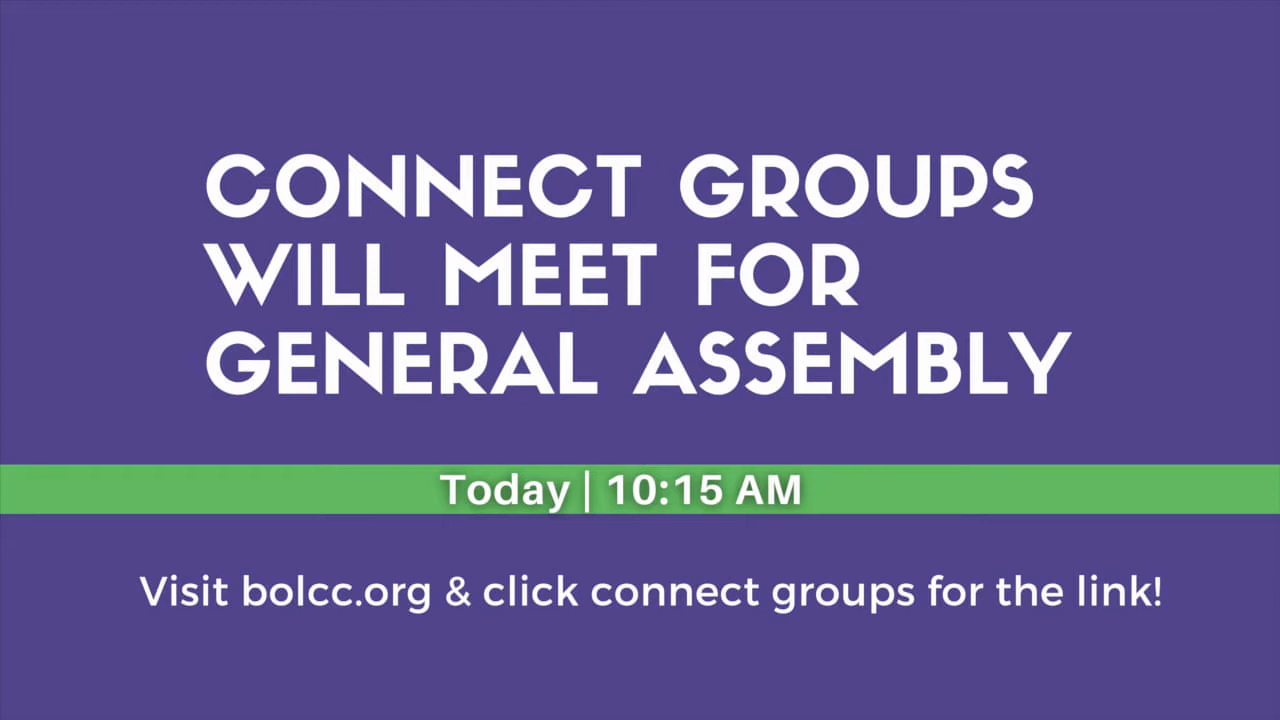 CONNECT GROUPS
WILL MEET FOR
GENERAL ASSEMBLY
Today | 10:15 AM
Visit bolcc.org & click connect groups for the link!